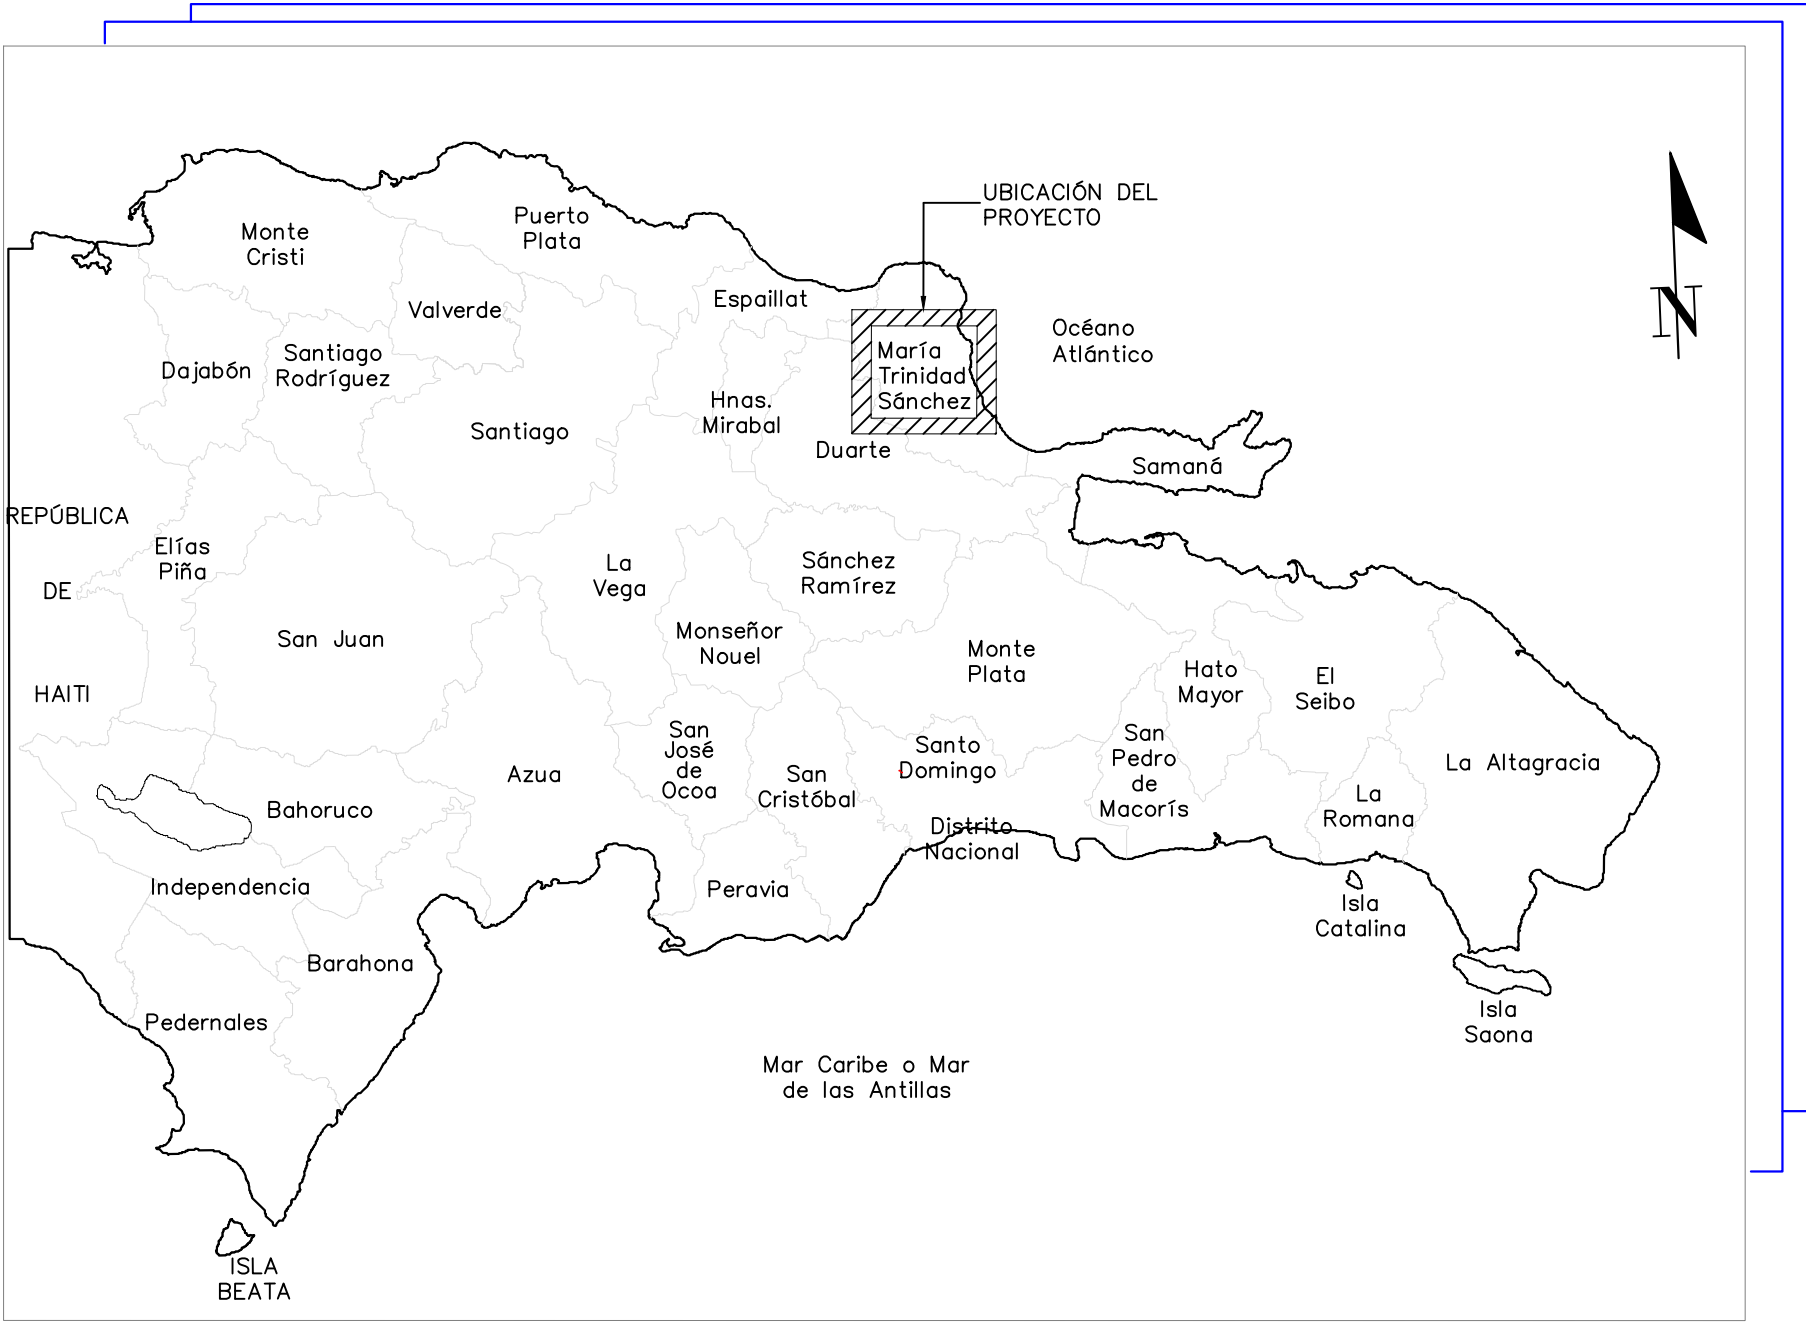 UBICACIÓN DEL
PROYECTO
Puerto
Plata
Monte
Cristi
Valverde
Espaillat
Océano
Atlántico
N
Santiago
Rodríguez
Dajabón
María
Trinidad
Sánchez
Hnas.
Mirabal
Santiago
Duarte
Samaná
REPÚBLICA
DE
HAITI
Elías
Piña
La
Vega
Sánchez
Ramírez
San Juan
Monseñor
Nouel
Monte
Plata
Hato
Mayor
El
Seibo
San
José
de
Ocoa
Santo
Domingo
San
Pedro
de
Macorís
La Altagracia
Azua
San
Cristóbal
Bahoruco
La
Romana
Distrito
Nacional
Independencia
Peravia
Isla
Catalina
Barahona
Pedernales
Isla
Saona
Mar Caribe o Mar
de las Antillas
ISLA
BEATA